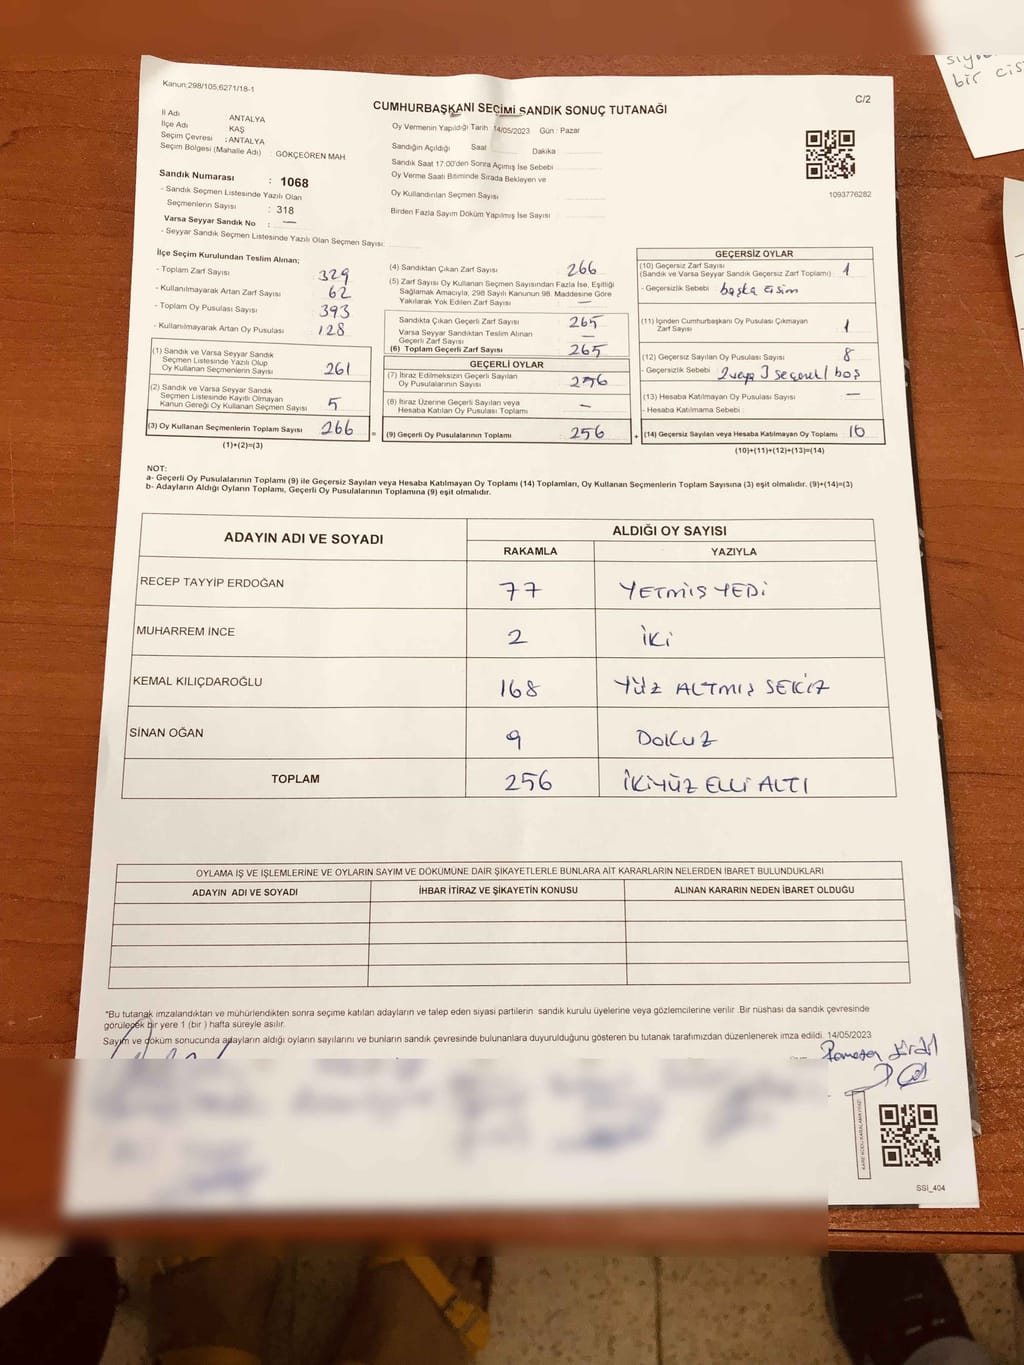 siyo
bir cis
Kanun;298/105,6271/18-1
C/2
CUMHURBAŞKANI SEÇİMİ SANDIK SONUÇ TUTANAĞI
İl Adı ANTALYA
İlçe Adı : KAŞ
Seçim Çevresi : ANTALYA
Seçim Bölgesi (Mahalle Adı) : GÖKÇEÖREN MAH
Oy Vermenin Yapıldığı Tarih 14/05/2023 Gün : Pazar
Sandığın Açıldığı Saat Dakika
Sandık Saat 17:00'den Sonra Açımış İse Sebebi
Oy Verme Saati Bitiminde Sırada Bekleyen ve
Oy Kullandırılan Seçmen Sayısı
Birden Fazla Sayım Döküm Yapılmış İse Sayısı
1093776282
Sandık Numarası : 1068
- Sandık Seçmen Listesinde Yazılı Olan
Seçmenlerin Sayısı : 318
Varsa Seyyar Sandık No : —
- Seyyar Sandık Seçmen Listesinde Yazılı Olan Seçmen Sayısı:
İlçe Seçim Kurulundan Teslim Alınan;
- Toplam Zarf Sayısı 329
- Kullanılmayarak Artan Zarf Sayısı 62
- Toplam Oy Pusulası Sayısı 393
- Kullanılmayarak Artan Oy Pusulası 128
(1) Sandık ve Varsa Seyyar Sandık
Seçmen Listesinde Yazılı Olup
Oy Kullanan Seçmenlerin Sayısı 261
(2) Sandık ve Varsa Seyyar Sandık
Seçmen Listesinde Kayıtlı Olmayan
Kanun Gereği Oy Kullanan Seçmen Sayısı 5
(3) Oy Kullanan Seçmenlerin Toplam Sayısı 266
(1)+(2)=(3)
(4) Sandıktan Çıkan Zarf Sayısı 266
(5) Zarf Sayısı Oy Kullanan Seçmen Sayısından Fazla İse, Eşitliği
Sağlamak Amacıyla, 298 Sayılı Kanunun 98. Maddesine Göre
Yakılarak Yok Edilen Zarf Sayısı —
Sandıkta Çıkan Geçerli Zarf Sayısı 265
Varsa Seyyar Sandıktan Teslim Alınan
Geçerli Zarf Sayısı —
(6) Toplam Geçerli Zarf Sayısı 265
GEÇERLİ OYLAR
(7) İtiraz Edilmeksizin Geçerli Sayılan
Oy Pusulalarının Sayısı 256
(8) İtiraz Üzerine Geçerli Sayılan veya
Hesaba Katılan Oy Pusulası Toplamı —
= (9) Geçerli Oy Pusulalarının Toplamı 256
GEÇERSİZ OYLAR
(10) Geçersiz Zarf Sayısı
(Sandık ve Varsa Seyyar Sandık Geçersiz Zarf Toplamı) : 1
- Geçersizlik Sebebi başka cisim
(11) İçinden Cumhurbaşkanı Oy Pusulası Çıkmayan
Zarf Sayısı 1
(12) Geçersiz Sayılan Oy Pusulası Sayısı 8
- Geçersizlik Sebebi 2 veya 3 seçenek / boş
(13) Hesaba Katılmayan Oy Pusulası Sayısı —
- Hesaba Katılmama Sebebi :
+ (14) Geçersiz Sayılan veya Hesaba Katılmayan Oy Toplamı 10
(10)+(11)+(12)+(13)=(14)
NOT:
a- Geçerli Oy Pusulalarının Toplamı (9) ile Geçersiz Sayılan veya Hesaba Katılmayan Oy Toplamı (14) Toplamları, Oy Kullanan Seçmenlerin Toplam Sayısına (3) eşit olmalıdır. (9)+(14)=(3)
b- Adayların Aldığı Oyların Toplamı, Geçerli Oy Pusulalarının Toplamına (9) eşit olmalıdır.
ADAYIN ADI VE SOYADI ALDIĞI OY SAYISI
RAKAMLA YAZIYLA
RECEP TAYYİP ERDOĞAN 77 YETMİŞ YEDİ
MUHARREM İNCE 2 İKİ
KEMAL KILIÇDAROĞLU 168 YÜZ ALTMIŞ SEKİZ
SİNAN OĞAN 9 DOKUZ
TOPLAM 256 İKİYÜZ ELLİ ALTI
OYLAMA İŞ VE İŞLEMLERİNE VE OYLARIN SAYIM VE DÖKÜMÜNE DAİR ŞİKAYETLERLE BUNLARA AİT KARARLARIN NELERDEN İBARET BULUNDUKLARI
ADAYIN ADI VE SOYADI İHBAR İTİRAZ VE ŞİKAYETİN KONUSU ALINAN KARARIN NEDEN İBARET OLDUĞU
*Bu tutanak imzalandıktan ve mühürlendikten sonra seçime katılan adayların ve talep eden siyasi partilerin sandık kurulu üyelerine veya gözlemcilerine verilir .Bir nüshası da sandık çevresinde
görülecek bir yere 1 (bir ) hafta süreyle asılır.
Sayım ve döküm sonucunda adayların aldığı oyların sayılarını ve bunların sandık çevresinde bulunanlara duyurulduğunu gösteren bu tutanak tarafımızdan düzenlenerek imza edildi. 14/05/2023
SSİ_404